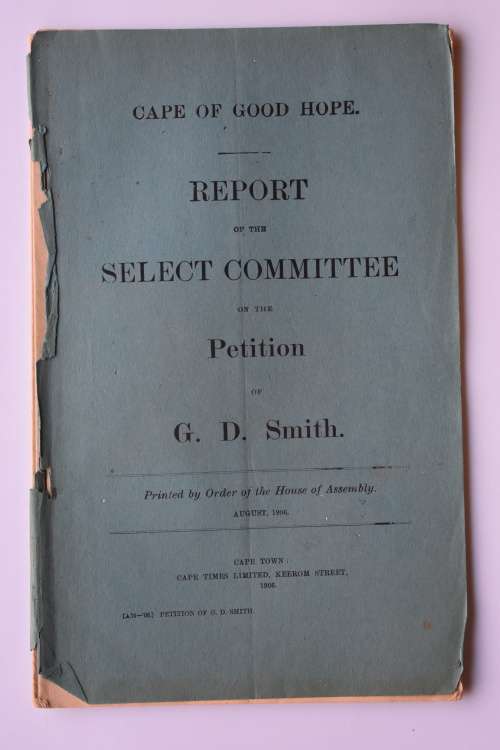 CAPE OF GOOD HOPE.
REPORT
OF THE
SELECT COMMITTEE
ON THE
Petition
OF
G. D. Smith.
Printed by Order of the House of Assembly.
AUGUST, 1906.
CAPE TOWN:
CAPE TIMES LIMITED, KEEROM STREET,
1906.
PETITION OF G. D. SMITH.